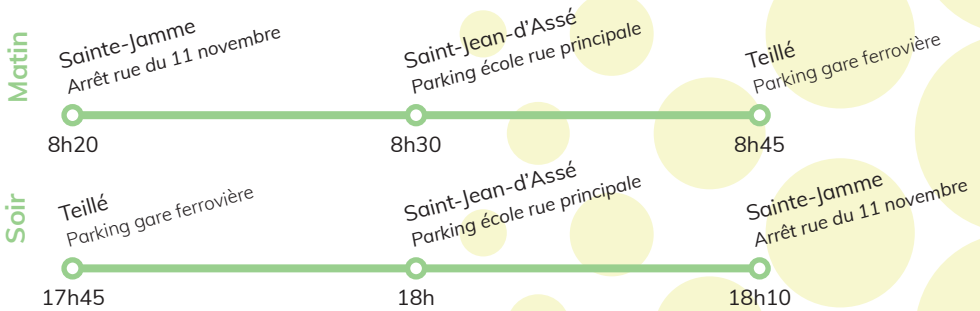 Matin
Sainte-Jamme
Arrêt rue du 11 novembre
8h20
Saint-Jean-d'Assé
Parking école rue principale
8h30
Teillé
Parking gare ferrovière
8h45
Soir
Teillé
Parking gare ferrovière
17h45
Saint-Jean-d'Assé
Parking école rue principale
18h
Sainte-Jamme
Arrêt rue du 11 novembre
18h10